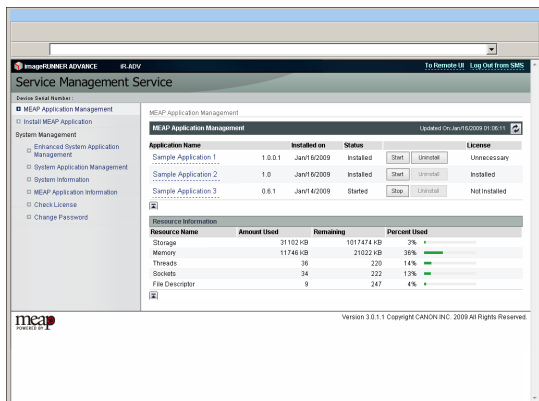 imageRUNNER ADVANCE iR-ADV To Remote UI Log Out from SMS
Service Management Service
Device Serial Number :
MEAP Application Management
Install MEAP Application
System Management
Enhanced System Application
Management
System Application Management
System Information
MEAP Application Information
Check License
Change Password
MEAP Application Management
MEAP Application Management Updated On:Jan/16/2009 01:06:11
Application Name Installed on Status License
Sample Application 1 1.0.0.1 Jan/16/2009 Installed Start Uninstall Unnecessary
Sample Application 2 1.0 Jan/16/2009 Installed Start Uninstall Installed
Sample Application 3 0.6.1 Jan/14/2009 Started Stop Uninstall Not Installed
Resource Information
Resource Name Amount Used Remaining Percent Used
Storage 31102 KB 1017474 KB 3%
Memory 11746 KB 21022 KB 36%
Threads 36 220 14%
Sockets 34 222 13%
File Descriptor 9 247 4%
meap
POWERED BY
Version 3.0.1.1 Copyright CANON INC. 2009 All Rights Reserved.